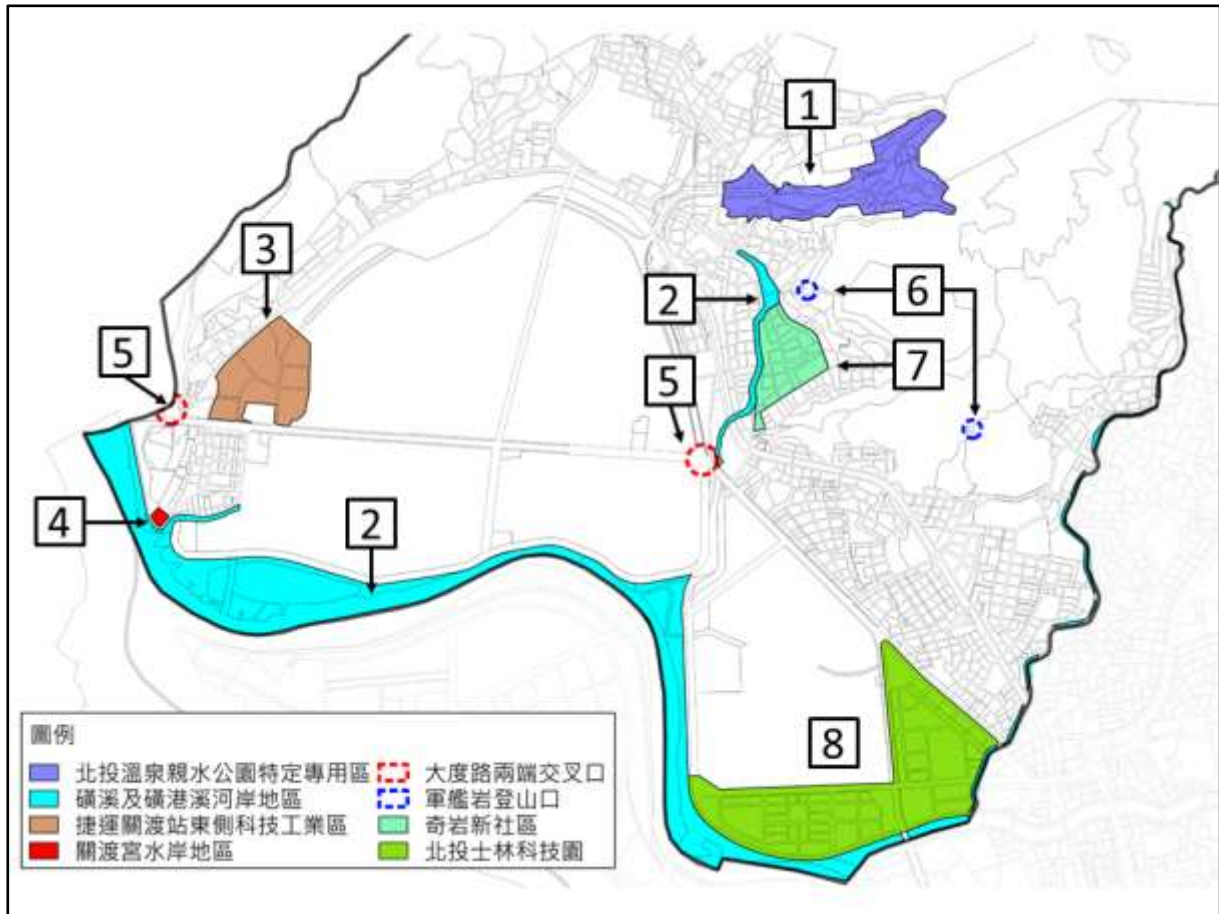 1
3
2
6
5
7
5
4
2
8
圖例
北投溫泉親水公園特定專用區
大度路兩端交叉口
磺溪及磺港溪河岸地區
軍艦岩登山口
捷運關渡站東側科技工業區
奇岩新社區
關渡宮水岸地區
北投士林科技園